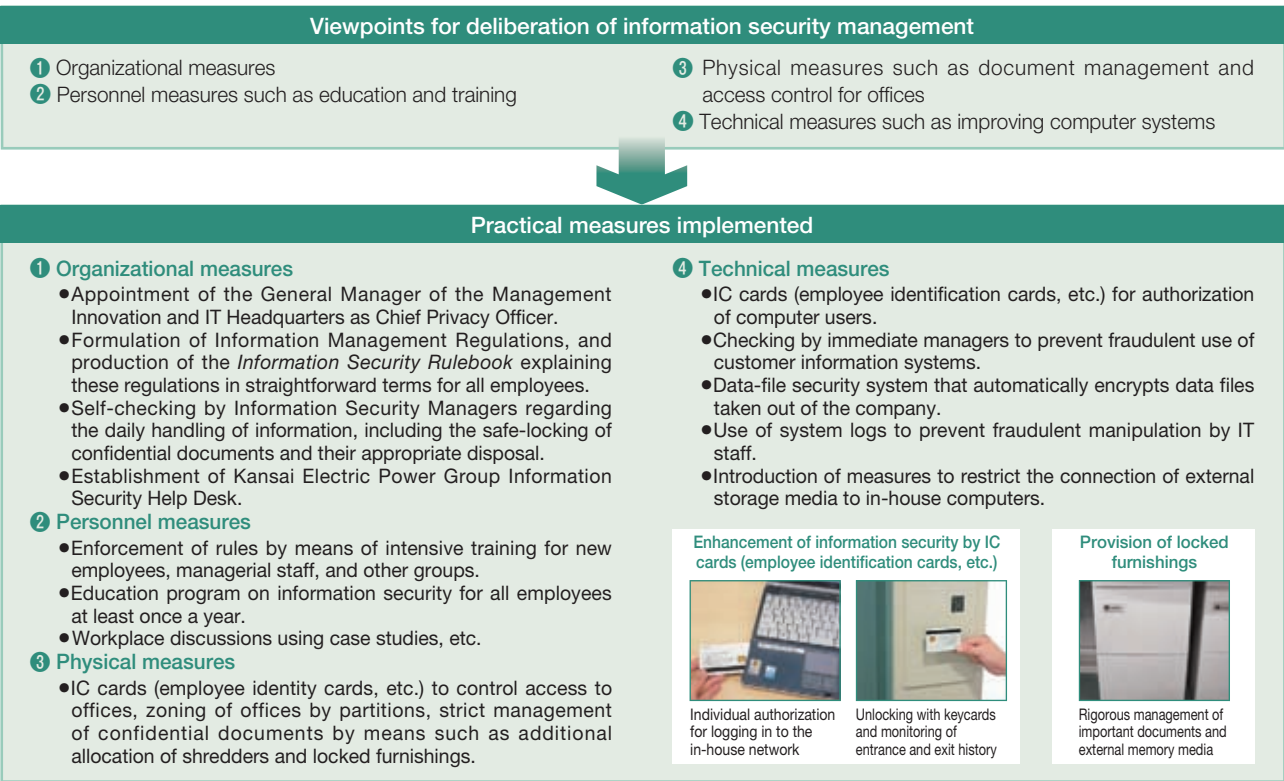 Viewpoints for deliberation of information security management
❶ Organizational measures
❷ Personnel measures such as education and training
❸ Physical measures such as document management and
access control for offices
❹ Technical measures such as improving computer systems
Practical measures implemented
❶ Organizational measures
●Appointment of the General Manager of the Management
Innovation and IT Headquarters as Chief Privacy Officer.
●Formulation of Information Management Regulations, and
production of the Information Security Rulebook explaining
these regulations in straightforward terms for all employees.
●Self-checking by Information Security Managers regarding
the daily handling of information, including the safe-locking of
confidential documents and their appropriate disposal.
●Establishment of Kansai Electric Power Group Information
Security Help Desk.
❷ Personnel measures
●Enforcement of rules by means of intensive training for new
employees, managerial staff, and other groups.
●Education program on information security for all employees
at least once a year.
●Workplace discussions using case studies, etc.
❸ Physical measures
●IC cards (employee identity cards, etc.) to control access to
offices, zoning of offices by partitions, strict management
of confidential documents by means such as additional
allocation of shredders and locked furnishings.
❹ Technical measures
●IC cards (employee identification cards, etc.) for authorization
of computer users.
●Checking by immediate managers to prevent fraudulent use of
customer information systems.
●Data-file security system that automatically encrypts data files
taken out of the company.
●Use of system logs to prevent fraudulent manipulation by IT
staff.
●Introduction of measures to restrict the connection of external
storage media to in-house computers.
Enhancement of information security by IC
cards (employee identification cards, etc.)
Individual authorization
for logging in to the
in-house network
Unlocking with keycards
and monitoring of
entrance and exit history
Provision of locked
furnishings
Rigorous management of
important documents and
external memory media